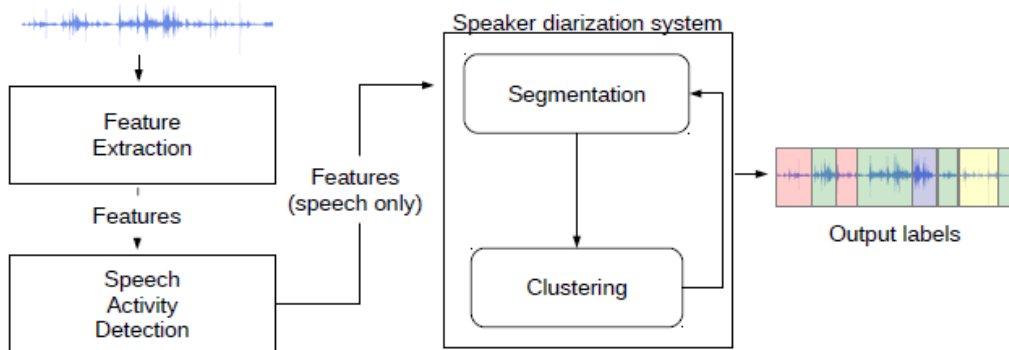 Speaker diarization system
Feature
Extraction
Features
Speech
Activity
Detection
Features
(speech only)
Segmentation
Clustering
Output labels